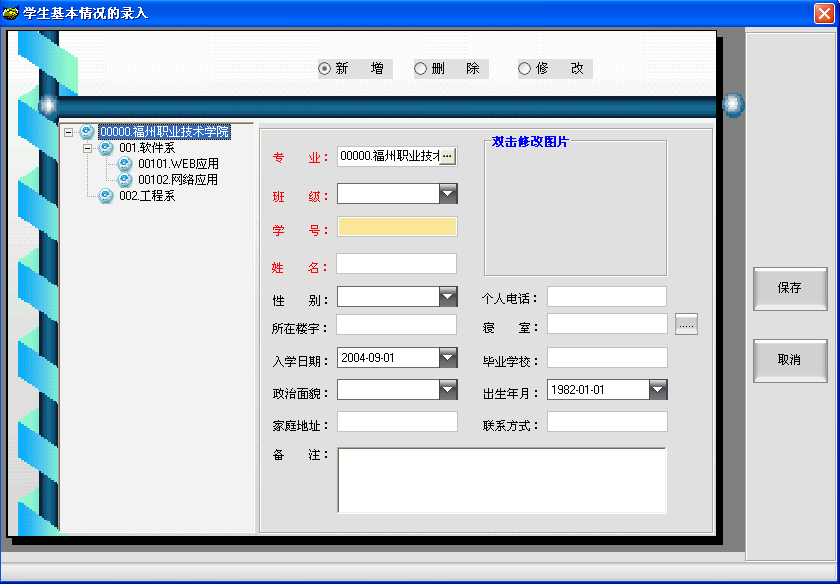 学生基本情况的录入
新 增 删 除 修 改
00000.福州职业技术学院
001.软件系
00101.WEB应用
00102.网络应用
002.工程系
专 业： 00000.福州职业技术 ...
班 级：
学 号：
姓 名：
性 别：
所在楼宇：
入学日期： 2004-09-01
政治面貌：
家庭地址：
备 注：
双击修改图片
个人电话：
寝 室： .....
毕业学校：
出生年月： 1982-01-01
联系方式：
保存
取消